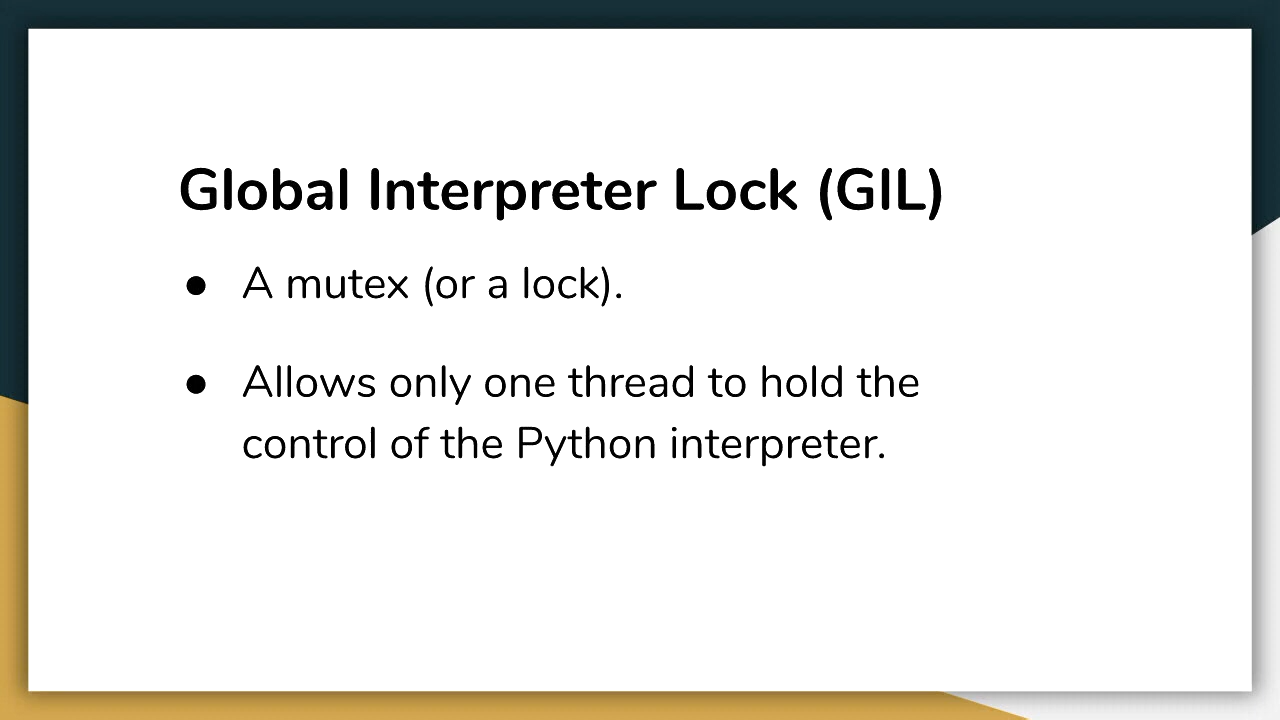 Global Interpreter Lock (GIL)
● A mutex (or a lock).
● Allows only one thread to hold the
control of the Python interpreter.